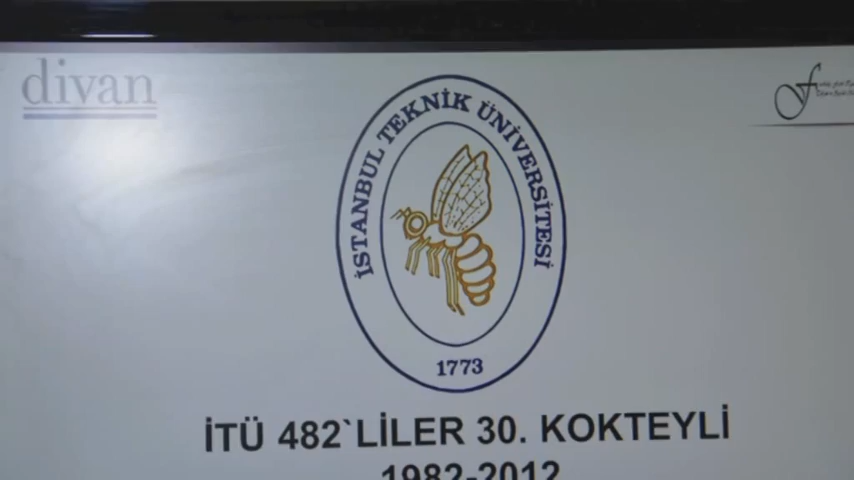 divan
İSTANBUL TEKNİK ÜNİVERSİTESİ
1773
İTÜ 482`LİLER 30. KOKTEYLİ
1982-2012